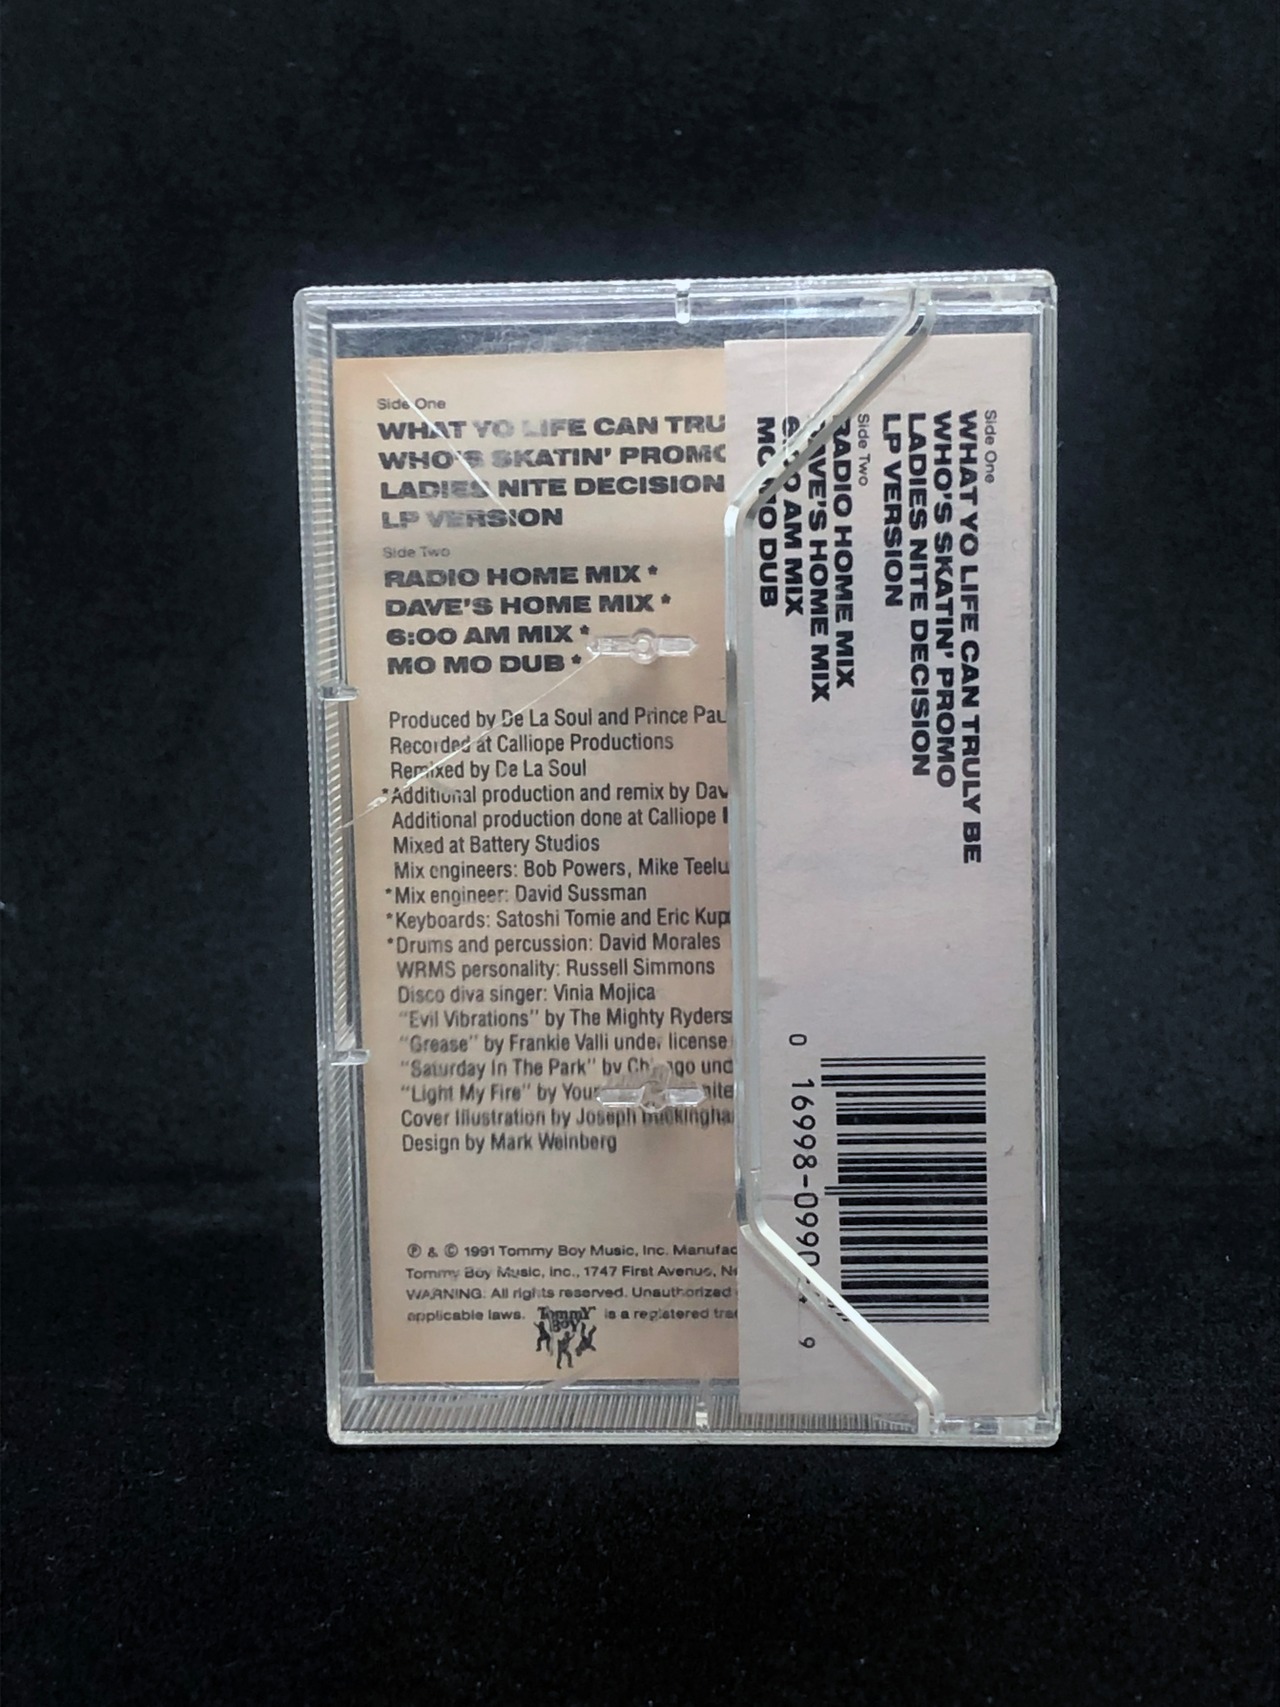 Side One
WHAT YO LIFE CAN TRU
WHO'S SKATIN' PROMO
LADIES NITE DECISION
LP VERSION
Side Two
RADIO HOME MIX *
DAVE'S HOME MIX *
6:00 AM MIX *
MO MO DUB *
Produced by De La Soul and Prince Pau
Recorded at Calliope Productions
Remixed by De La Soul
*Additional production and remix by Dav
Additional production done at Calliope
Mixed at Battery Studios
Mix engineers: Bob Powers, Mike Teelu
*Mix engineer: David Sussman
*Keyboards: Satoshi Tomie and Eric Kup
*Drums and percussion: David Morales
WRMS personality: Russell Simmons
Disco diva singer: Vinia Mojica
"Evil Vibrations" by The Mighty Ryders
"Grease" by Frankie Valli under license
"Saturday In The Park" by Chicago und
"Light My Fire" by Young
Cover Illustration by Joseph Buckingha
Design by Mark Weinberg
℗ & © 1991 Tommy Boy Music, Inc. Manufac
Tommy Boy Music, Inc., 1747 First Avenue, Ne
WARNING: All rights reserved. Unauthorized
applicable laws. Tommy Boy is a registered tra
Side One
WHAT YO LIFE CAN TRULY BE
WHO'S SKATIN' PROMO
LADIES NITE DECISION
LP VERSION
Side Two
RADIO HOME MIX
DAVE'S HOME MIX
6:00 AM MIX
MO MO DUB
0 16998-0990 9